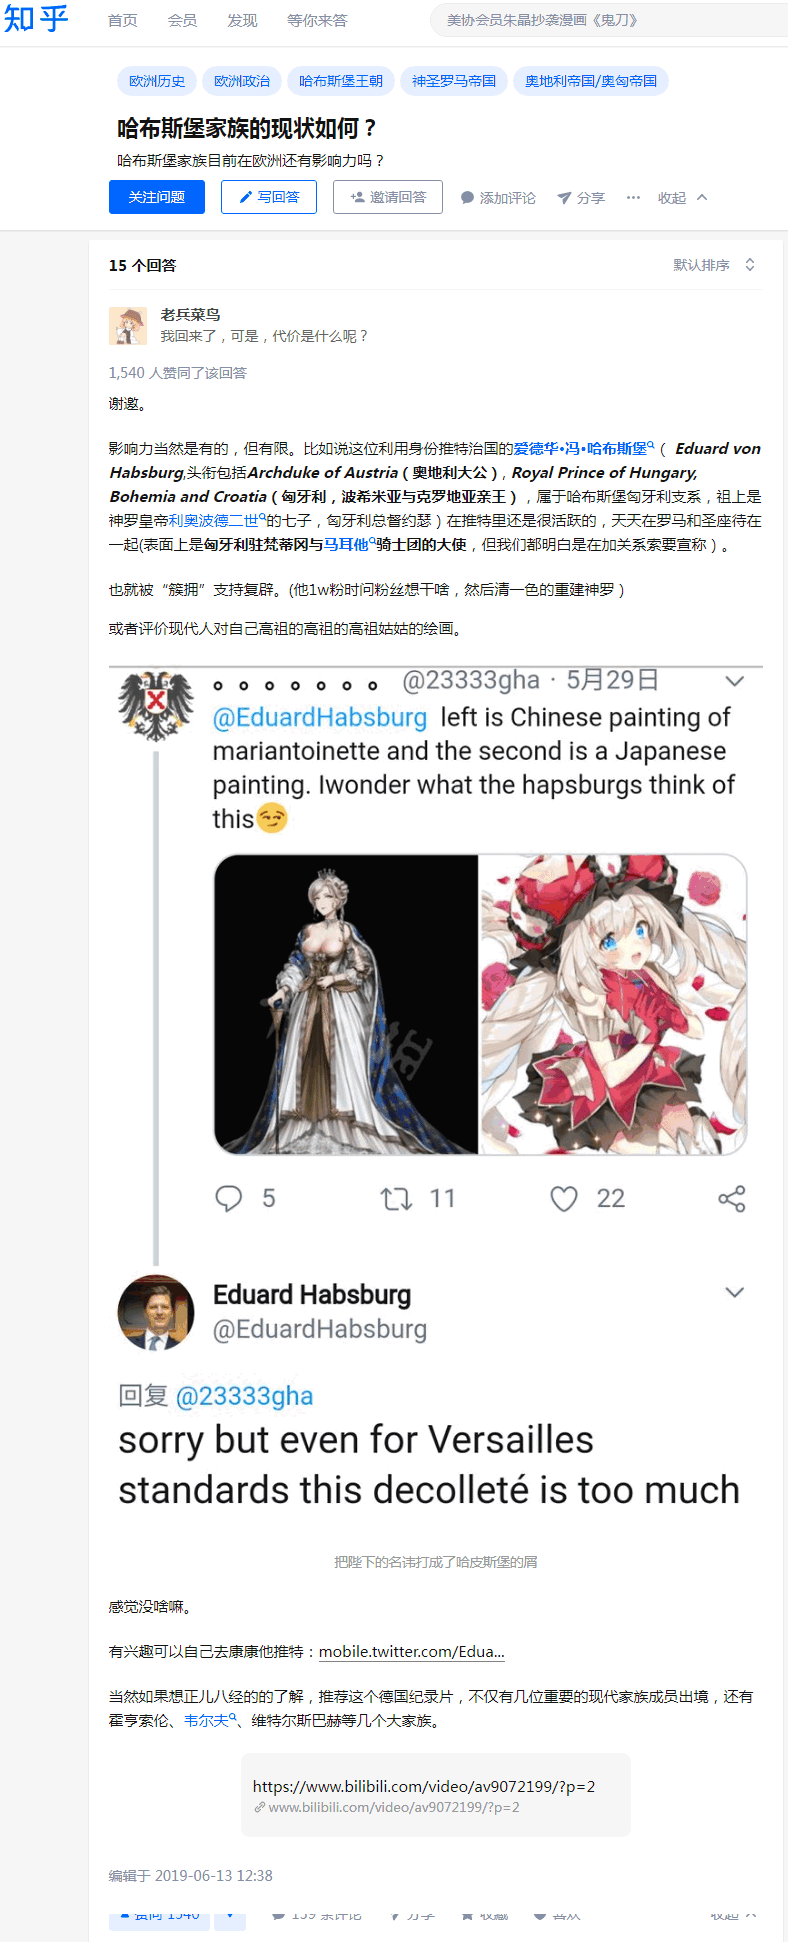 知乎 首页 会员 发现 等你来答 美协会员朱晶抄袭漫画《鬼刀》
欧洲历史 欧洲政治 哈布斯堡王朝 神圣罗马帝国 奥地利帝国/奥匈帝国
哈布斯堡家族的现状如何？
哈布斯堡家族目前在欧洲还有影响力吗？
关注问题 写回答 邀请回答 添加评论 分享 ··· 收起
15 个回答 默认排序
老兵菜鸟
我回来了，可是，代价是什么呢？
1,540 人赞同了该回答
谢邀。
影响力当然是有的，但有限。比如说这位利用身份推特治国的爱德华·冯·哈布斯堡（ Eduard von
Habsburg,头衔包括Archduke of Austria（奥地利大公）, Royal Prince of Hungary,
Bohemia and Croatia（匈牙利，波希米亚与克罗地亚亲王），属于哈布斯堡匈牙利支系，祖上是
神罗皇帝利奥波德二世的七子，匈牙利总督约瑟）在推特里还是很活跃的，天天在罗马和圣座待在
一起(表面上是匈牙利驻梵蒂冈与马耳他骑士团的大使，但我们都明白是在加关系索要宣称）。
也就被“簇拥”支持复辟。(他1w粉时问粉丝想干啥，然后清一色的重建神罗）
或者评价现代人对自己高祖的高祖的高祖姑姑的绘画。
。。。。。。。 @23333gha · 5月29日
@EduardHabsburg left is Chinese painting of
mariantoinette and the second is a Japanese
painting. Iwonder what the hapsburgs think of
this😏
5 11 22
Eduard Habsburg
@EduardHabsburg
回复 @23333gha
sorry but even for Versailles
standards this decolleté is too much
把陛下的名讳打成了哈皮斯堡的屑
感觉没啥嘛。
有兴趣可以自己去康康他推特：mobile.twitter.com/Edua...
当然如果想正儿八经的的了解，推荐这个德国纪录片，不仅有几位重要的现代家族成员出境，还有
霍亨索伦、韦尔夫、维特尔斯巴赫等几个大家族。
https://www.bilibili.com/video/av9072199/?p=2
www.bilibili.com/video/av9072199/?p=2
编辑于 2019-06-13 12:38
赞同 1540 159 条评论 分享 收藏 喜欢 收起